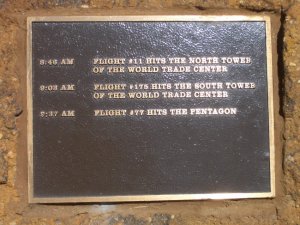 8:46 AM FLIGHT #11 HITS THE NORTH TOWER
OF THE WORLD TRADE CENTER
9:03 AM FLIGHT #175 HITS THE SOUTH TOWER
OF THE WORLD TRADE CENTER
9:37 AM FLIGHT #77 HITS THE PENTAGON